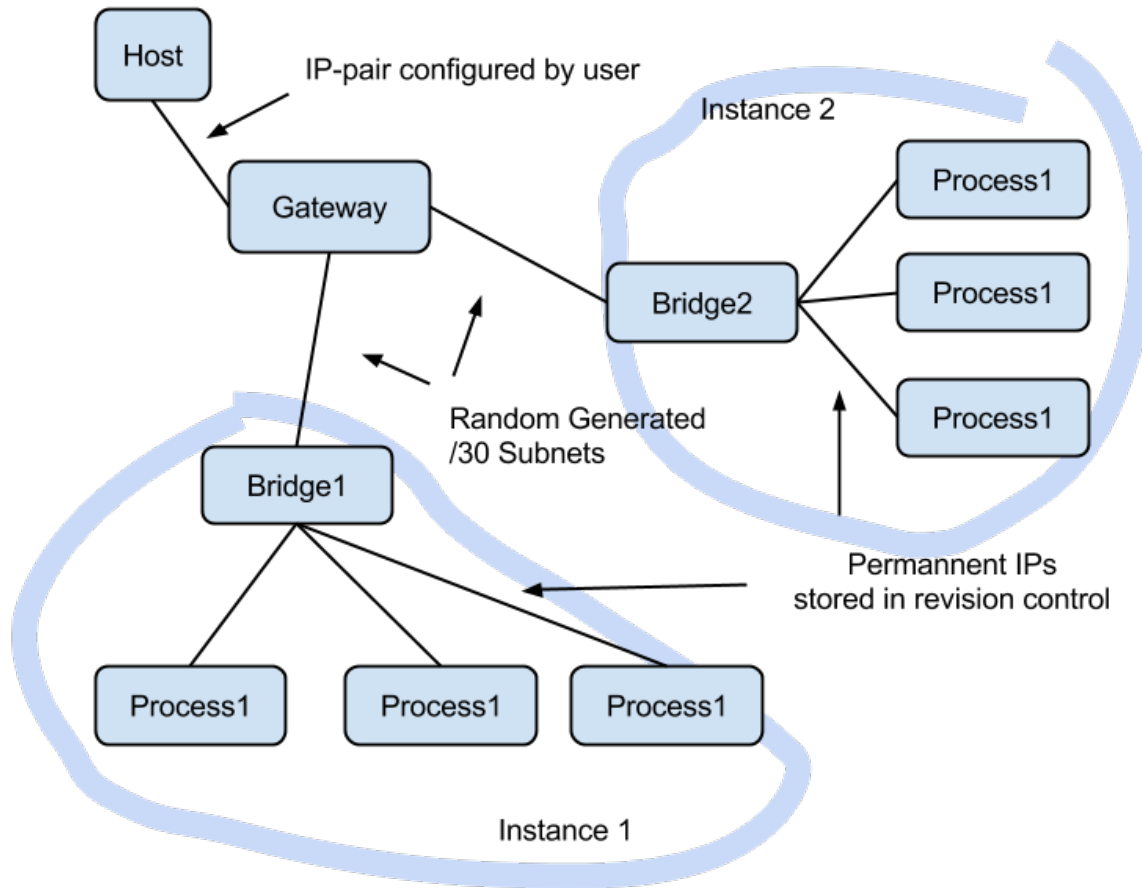 Host
IP-pair configured by user
Instance 2
Gateway
Process1
Bridge2
Process1
Process1
Random Generated
/30 Subnets
Bridge1
Permannent IPs
stored in revision control
Process1
Process1
Process1
Instance 1